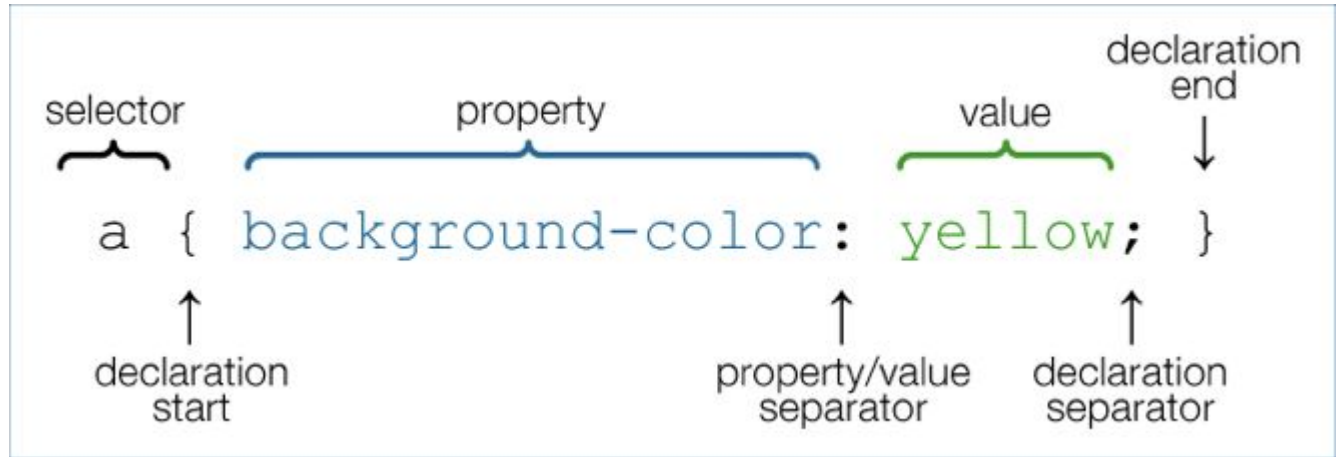 declaration
end
selector
property
value
a { background-color: yellow; }
declaration
start
property/value
separator
declaration
separator